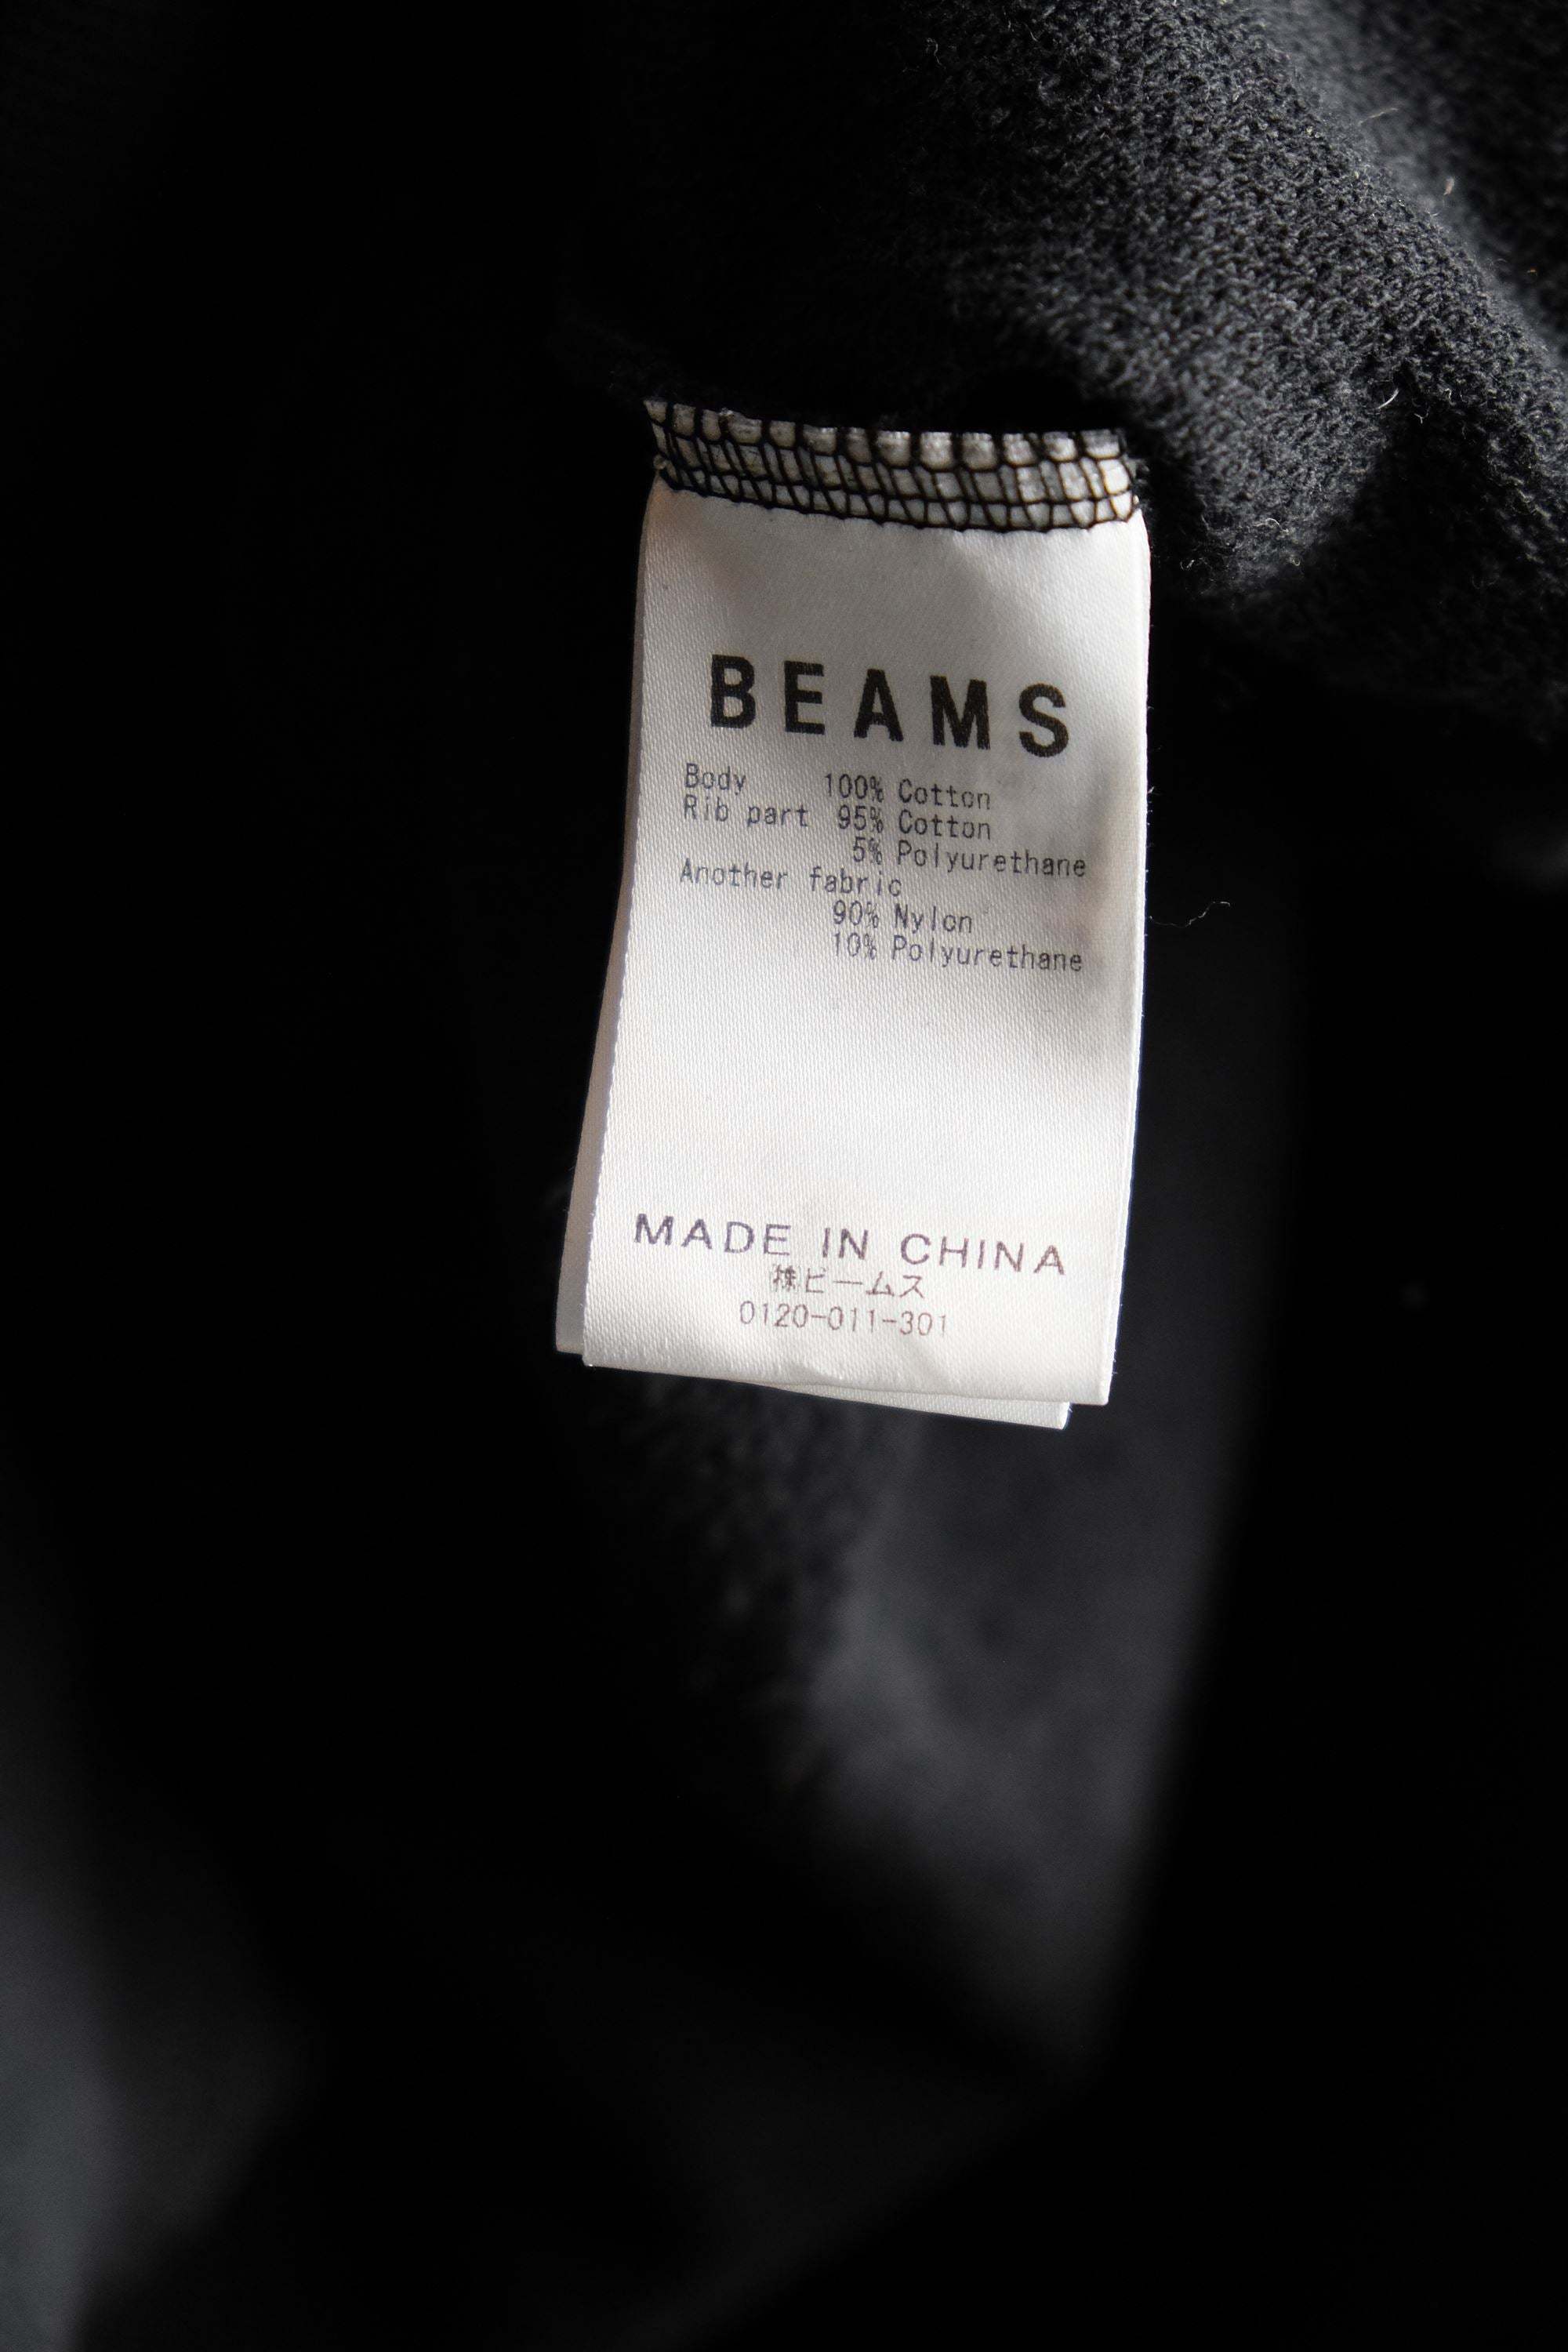 BEAMS
Body 100% Cotton
Rib part 95% Cotton
5% Polyurethane
Another fabric
90% Nylon
10% Polyurethane
MADE IN CHINA
㈱ビームス
0120-011-301